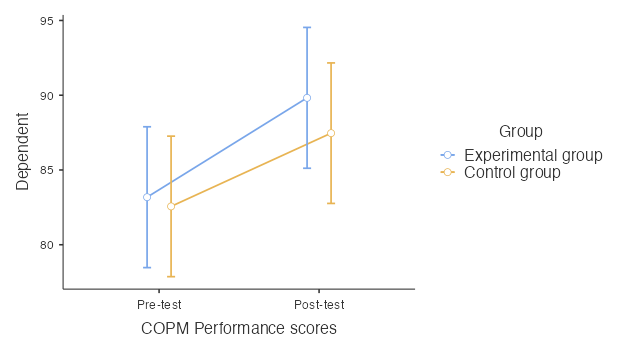 95
90
85
80
Dependent
Pre-test
Post-test
COPM Performance scores
Group
Experimental group
Control group